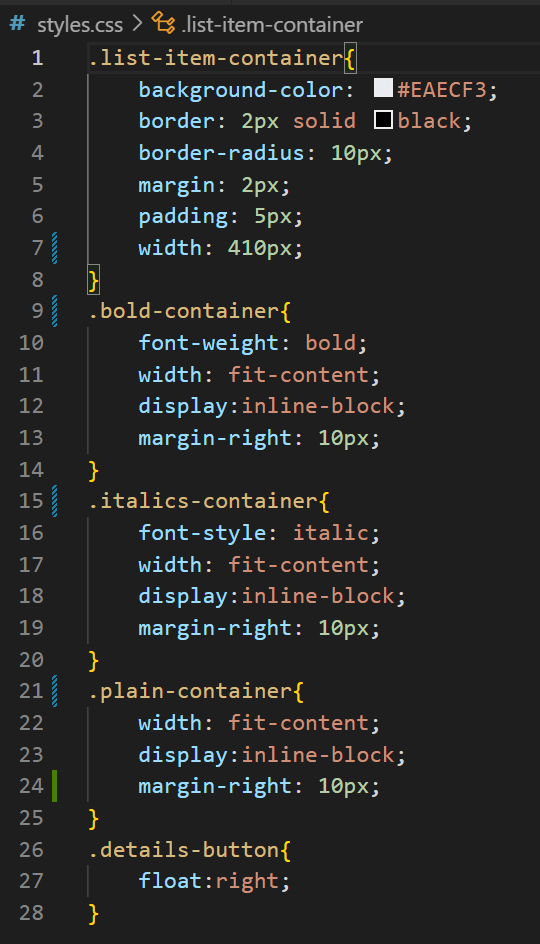 # styles.css > .list-item-container
1 .list-item-container{
2     background-color: #EAECF3;
3     border: 2px solid black;
4     border-radius: 10px;
5     margin: 2px;
6     padding: 5px;
7     width: 410px;
8 }
9 .bold-container{
10     font-weight: bold;
11     width: fit-content;
12     display:inline-block;
13     margin-right: 10px;
14 }
15 .italics-container{
16     font-style: italic;
17     width: fit-content;
18     display:inline-block;
19     margin-right: 10px;
20 }
21 .plain-container{
22     width: fit-content;
23     display:inline-block;
24     margin-right: 10px;
25 }
26 .details-button{
27     float:right;
28 }